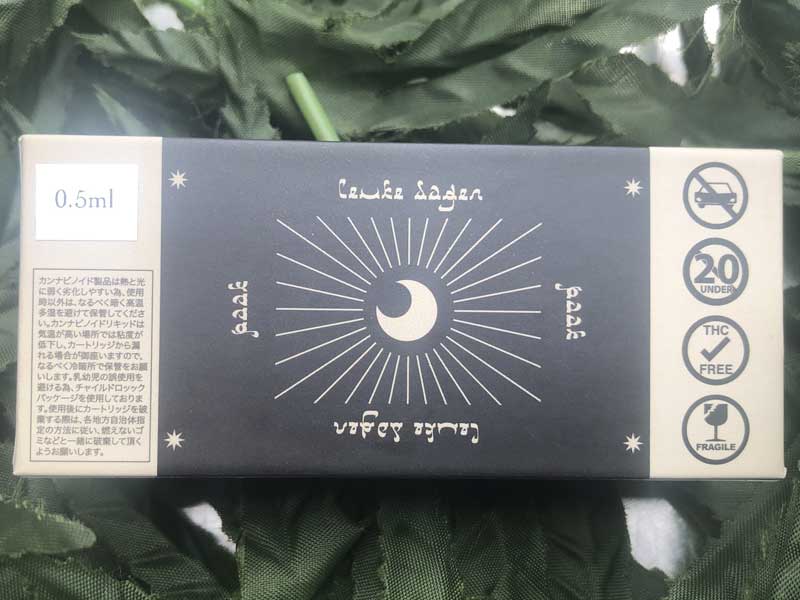 0.5ml
カンナビノイド製品は熱と光
に弱く劣化しやすい為、使用
時以外は、なるべく暗く高温
多湿を避けて保管してくださ
い。カンナビノイドリキッドは
気温が高い場所では粘度が
低下し、カートリッジから漏
れる場合が御座いますので、
なるべく冷暗所で保管をお願
いします。乳幼児の誤使用を
避ける為、チャイルドロック
パッケージを使用しておりま
す。使用後にカートリッジを破
棄する際は、各地方自治体指
定の方法に従い、燃えないゴ
ミなどと一緒に破棄して頂く
ようお願いします。
leuke dagen
paak
paak
leuke dagen
20
UNDER
THC
FREE
FRAGILE